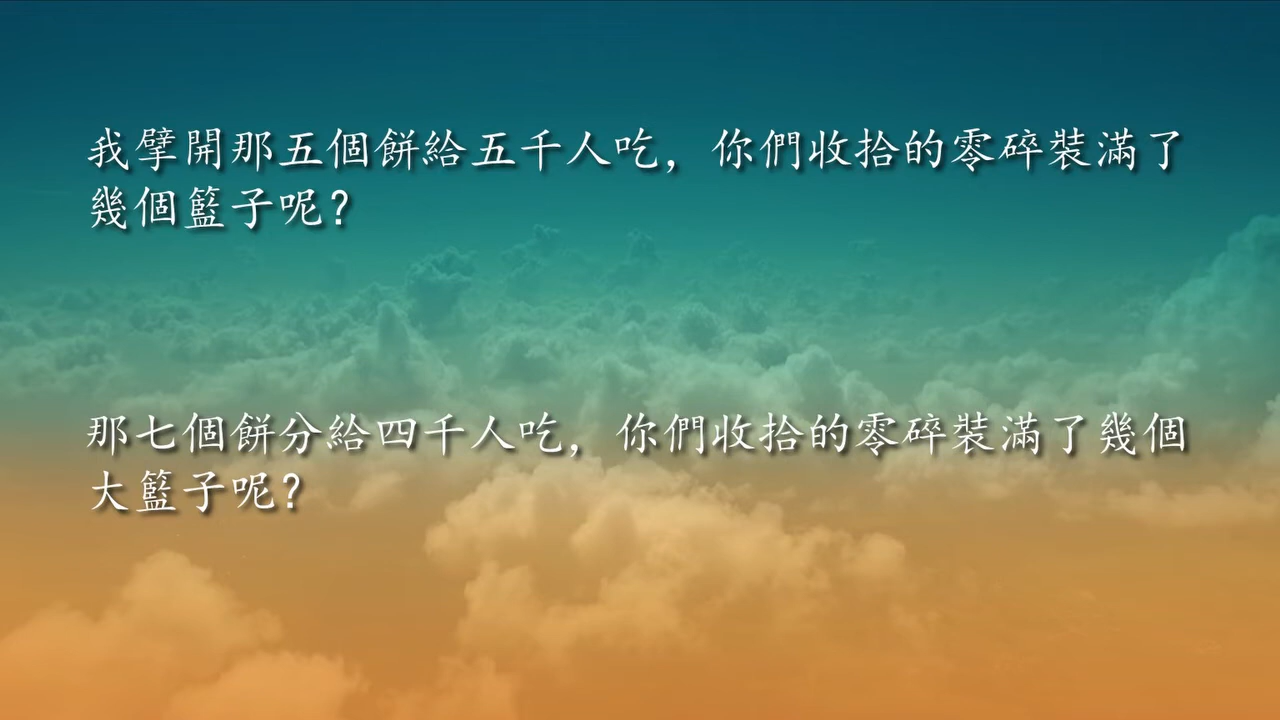 我擘開那五個餅給五千人吃，你們收拾的零碎裝滿了
幾個籃子呢？
那七個餅分給四千人吃，你們收拾的零碎裝滿了幾個
大籃子呢？